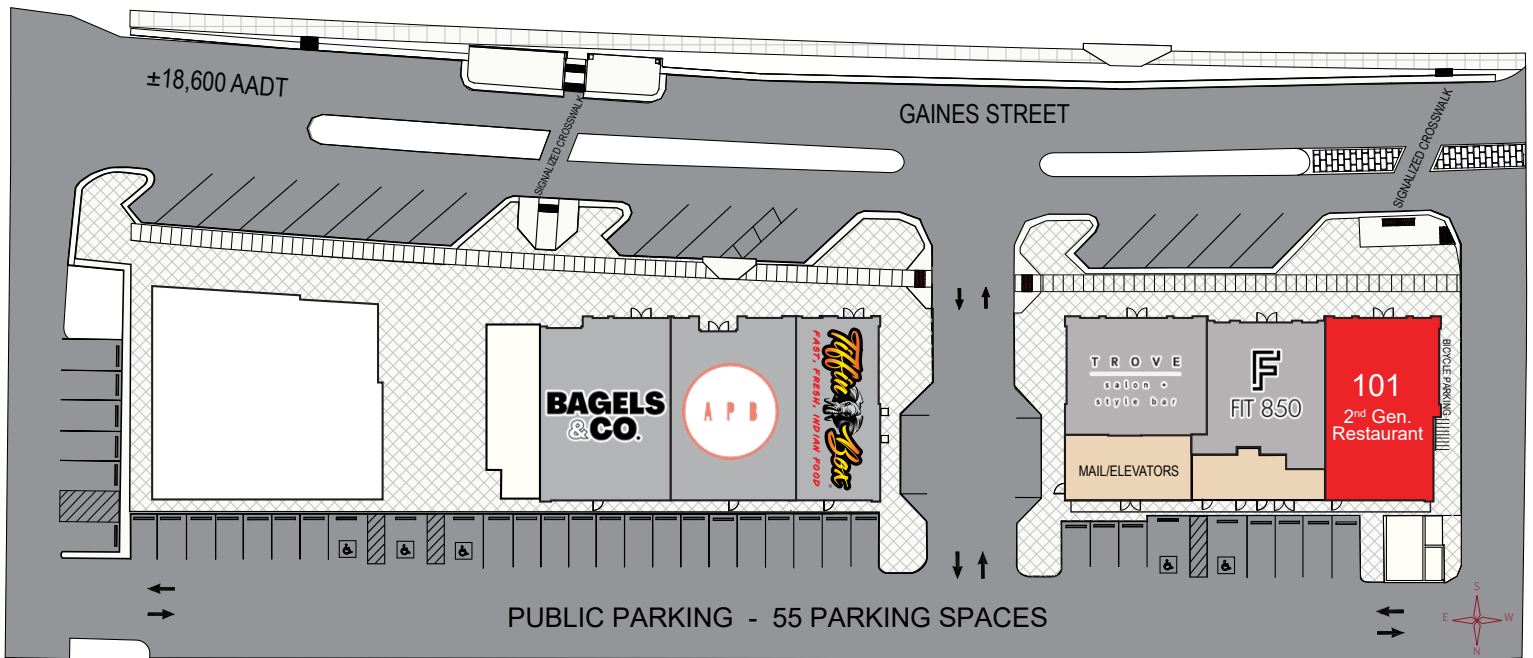 ±18,600 AADT
GAINES STREET
SIGNALIZED CROSSWALK
SIGNALIZED CROSSWALK
BAGELS
&CO.
APB
Tiffin Box
FAST, FRESH, INDIAN FOOD
TROVE
salon +
style bar
F
FIT 850
101
2nd Gen.
Restaurant
BICYCLE PARKING
MAIL/ELEVATORS
PUBLIC PARKING - 55 PARKING SPACES
S
E W
N